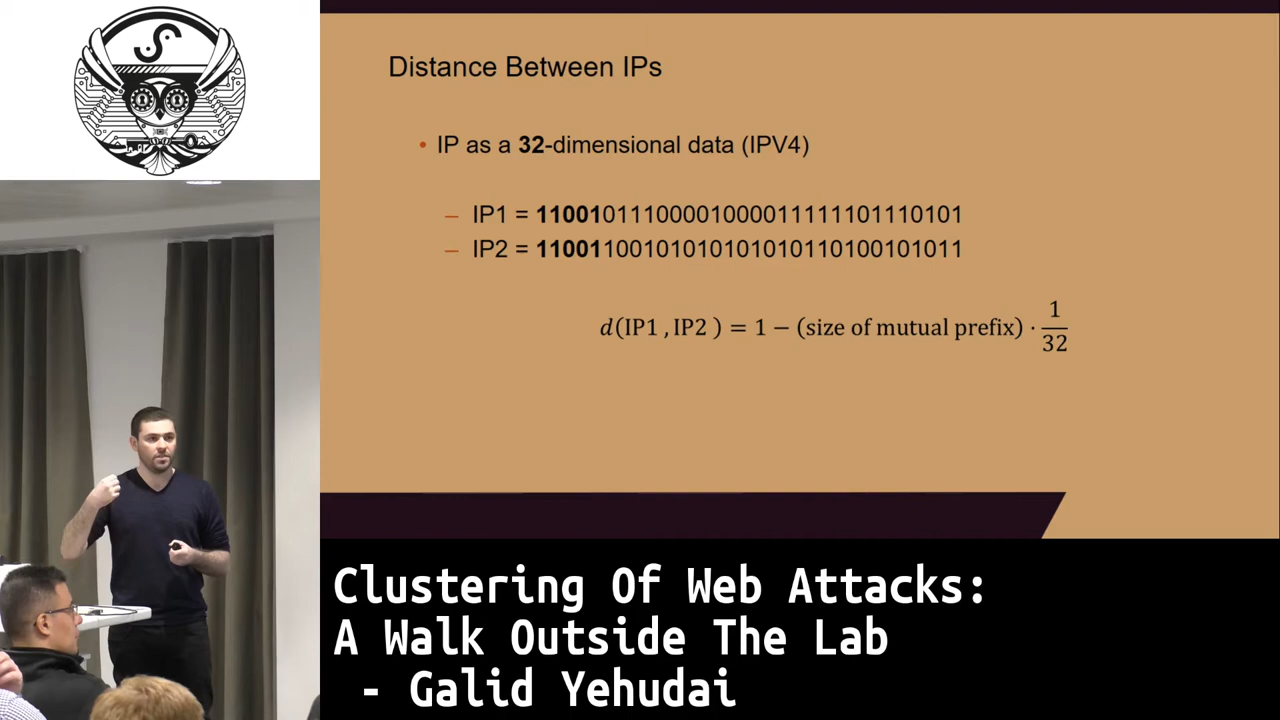 Distance Between IPs
• IP as a 32-dimensional data (IPV4)
– IP1 = 11001011100001000011111101110101
– IP2 = 11001100101010101010110100101011
d(IP1 , IP2 ) = 1 − (size of mutual prefix) · 1/32
Clustering Of Web Attacks:
A Walk Outside The Lab
- Galid Yehudai